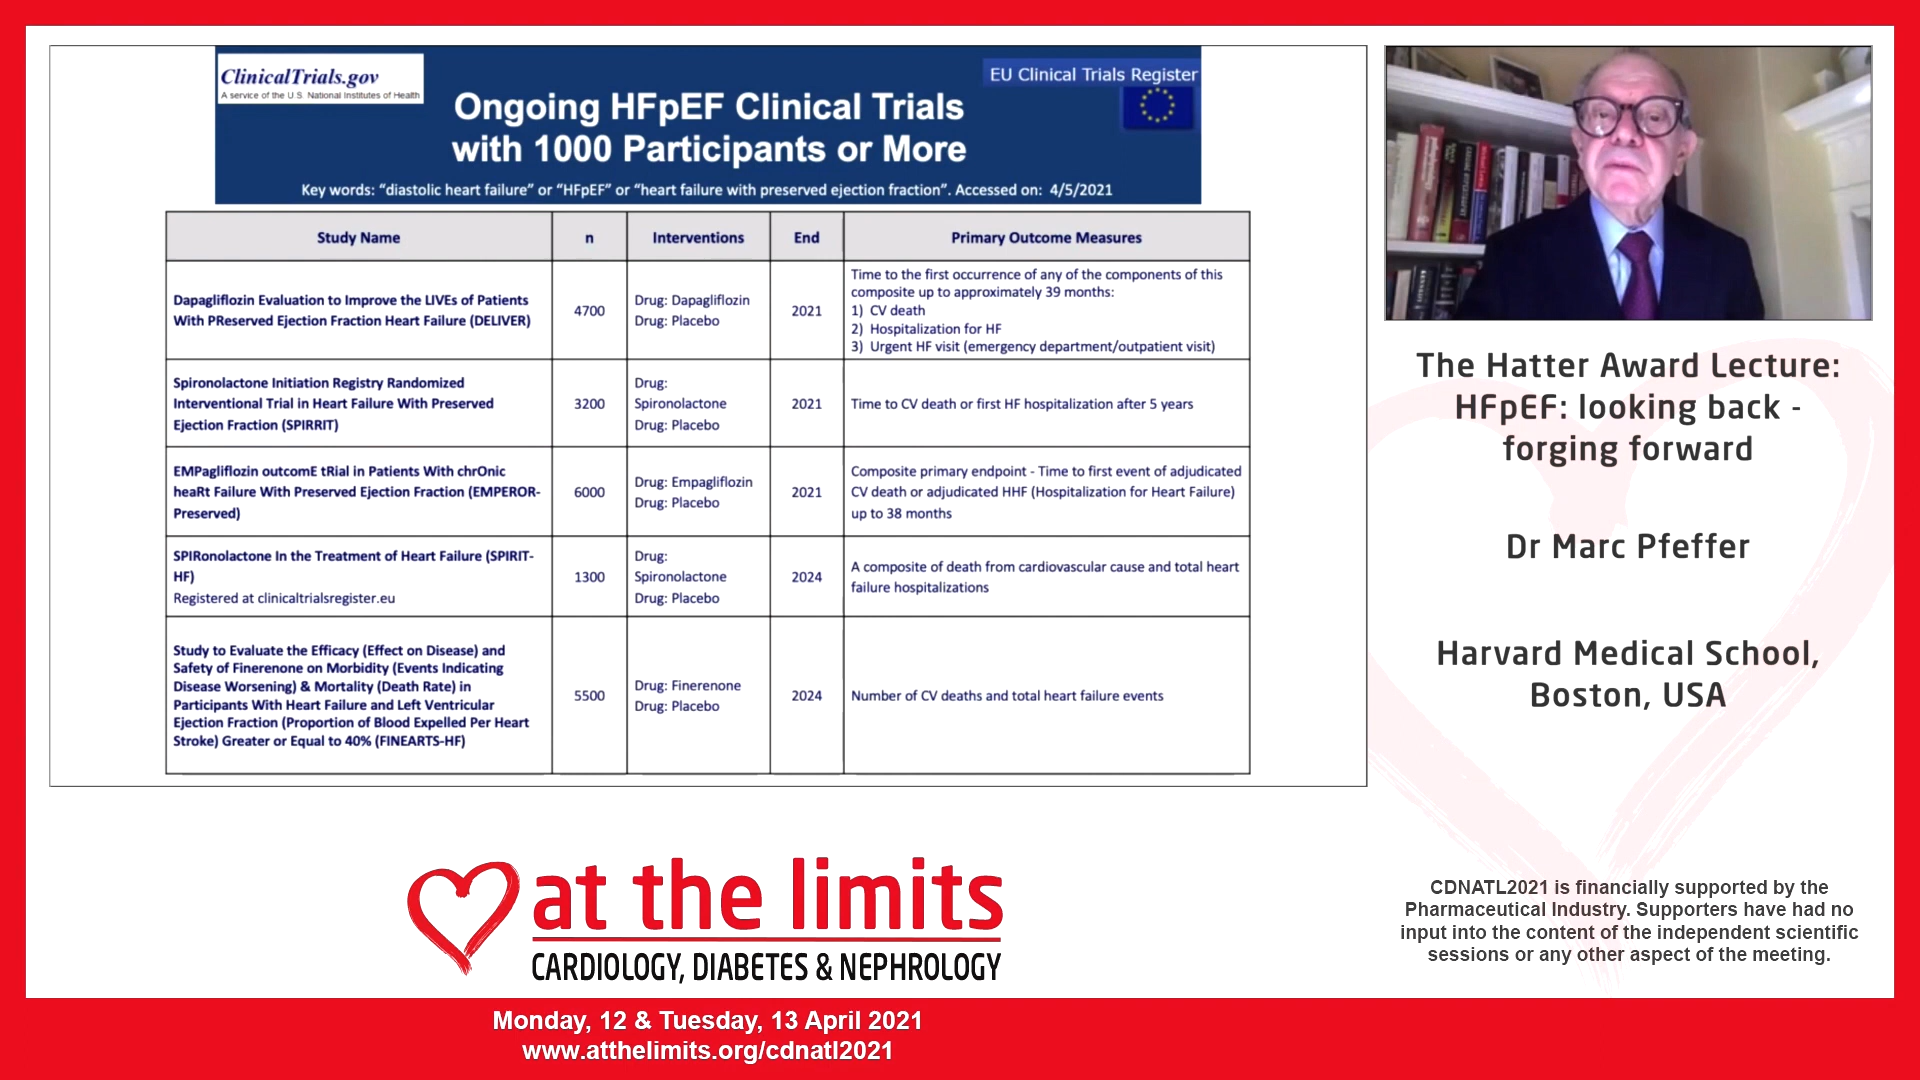 ClinicalTrials.gov
A service of the U.S. National Institutes of Health
EU Clinical Trials Register
Ongoing HFpEF Clinical Trials
with 1000 Participants or More
Key words: “diastolic heart failure” or “HFpEF” or “heart failure with preserved ejection fraction”. Accessed on: 4/5/2021
Study Name
n
Interventions
End
Primary Outcome Measures
Dapagliflozin Evaluation to Improve the LIVEs of Patients
With PReserved Ejection Fraction Heart Failure (DELIVER)
4700
Drug: Dapagliflozin
Drug: Placebo
2021
Time to the first occurrence of any of the components of this
composite up to approximately 39 months:
1) CV death
2) Hospitalization for HF
3) Urgent HF visit (emergency department/outpatient visit)
Spironolactone Initiation Registry Randomized
Interventional Trial in Heart Failure With Preserved
Ejection Fraction (SPIRRIT)
3200
Drug:
Spironolactone
Drug: Placebo
2021
Time to CV death or first HF hospitalization after 5 years
EMPagliflozin outcomE tRial in Patients With chrOnic
heaRt Failure With Preserved Ejection Fraction (EMPEROR-
Preserved)
6000
Drug: Empagliflozin
Drug: Placebo
2021
Composite primary endpoint - Time to first event of adjudicated
CV death or adjudicated HHF (Hospitalization for Heart Failure)
up to 38 months
SPIRonolactone In the Treatment of Heart Failure (SPIRIT-
HF)
Registered at clinicaltrialsregister.eu
1300
Drug:
Spironolactone
Drug: Placebo
2024
A composite of death from cardiovascular cause and total heart
failure hospitalizations
Study to Evaluate the Efficacy (Effect on Disease) and
Safety of Finerenone on Morbidity (Events Indicating
Disease Worsening) & Mortality (Death Rate) in
Participants With Heart Failure and Left Ventricular
Ejection Fraction (Proportion of Blood Expelled Per Heart
Stroke) Greater or Equal to 40% (FINEARTS-HF)
5500
Drug: Finerenone
Drug: Placebo
2024
Number of CV deaths and total heart failure events
The Hatter Award Lecture:
HFpEF: looking back -
forging forward
Dr Marc Pfeffer
Harvard Medical School,
Boston, USA
CDNATL2021 is financially supported by the
Pharmaceutical Industry. Supporters have had no
input into the content of the independent scientific
sessions or any other aspect of the meeting.
at the limits
CARDIOLOGY, DIABETES & NEPHROLOGY
Monday, 12 & Tuesday, 13 April 2021
www.atthelimits.org/cdnatl2021